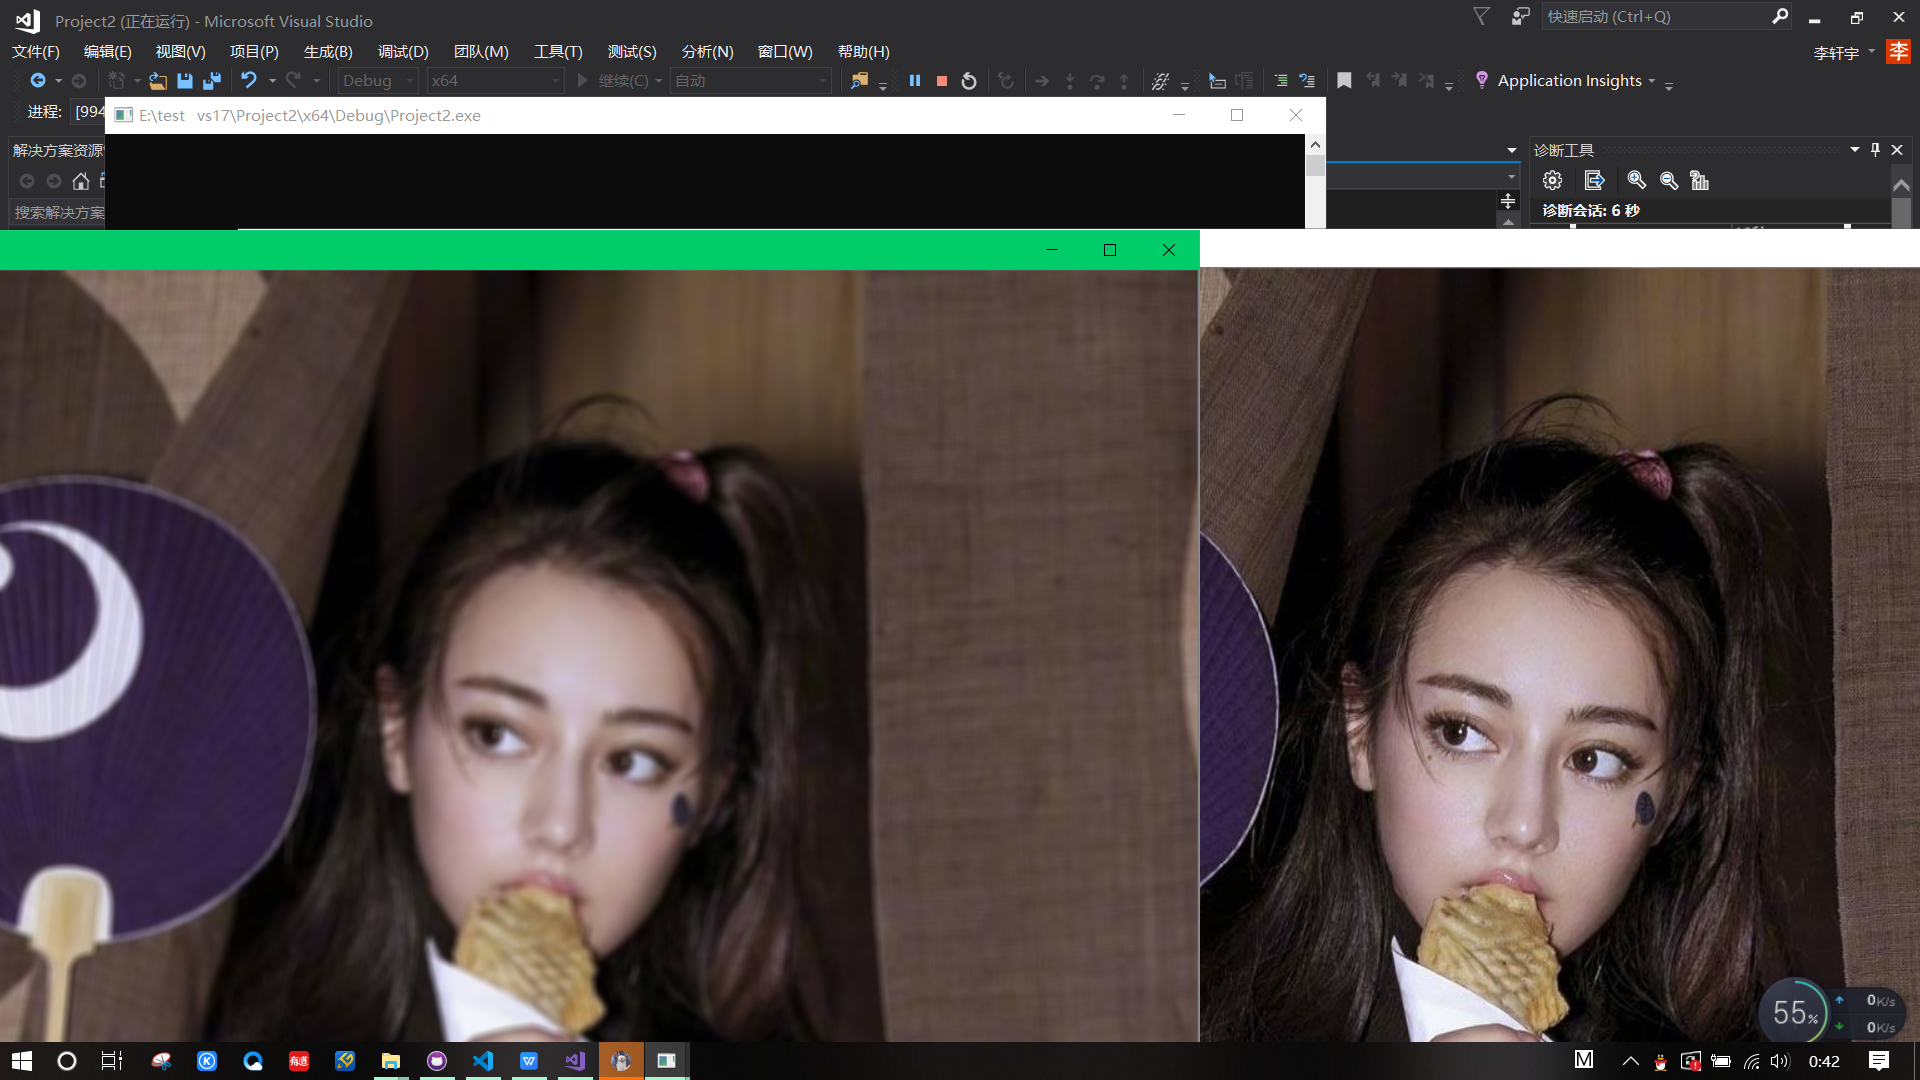 Project2 (正在运行) - Microsoft Visual Studio
快速启动 (Ctrl+Q)
文件(F) 编辑(E) 视图(V) 项目(P) 生成(B) 调试(D) 团队(M) 工具(T) 测试(S) 分析(N) 窗口(W) 帮助(H)
李轩宇 李
Debug x64 继续(C) 自动 Application Insights
进程: [994
E:\test vs17\Project2\x64\Debug\Project2.exe
解决方案资源
诊断工具
搜索解决方案
诊断会话: 6 秒
55%
0K/s
0K/s
有道
M
0:42